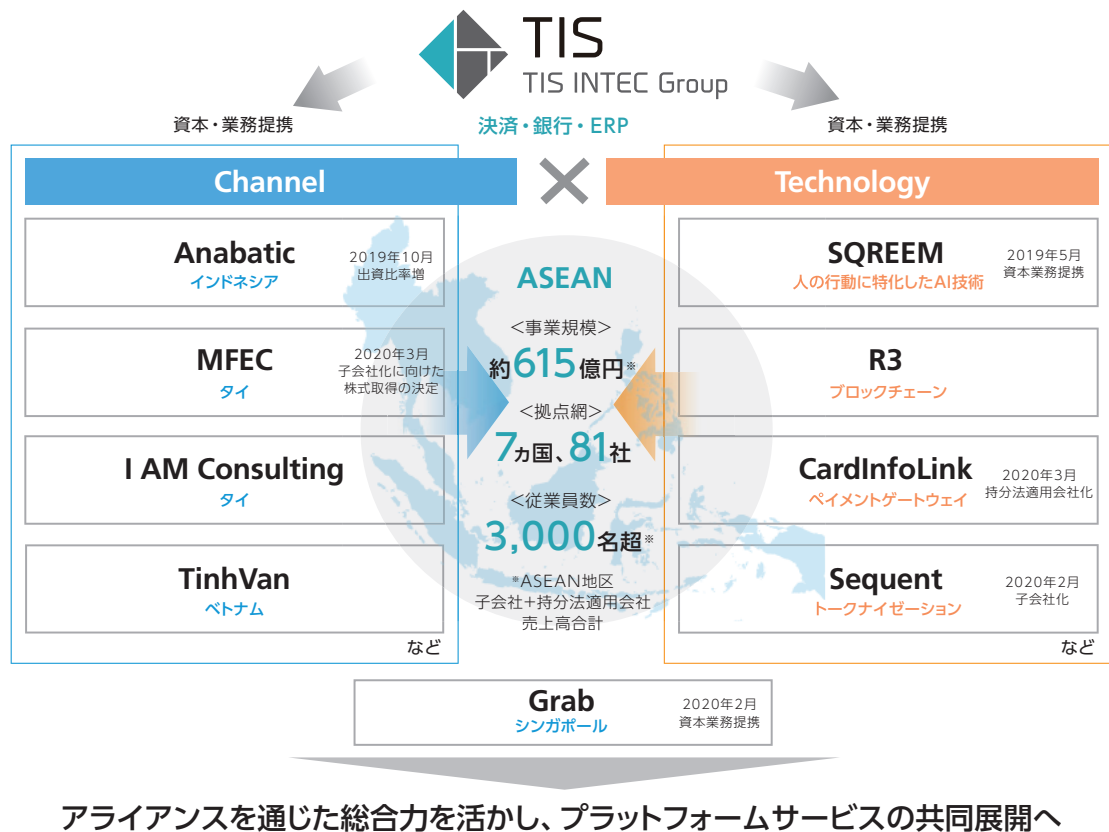 TIS
TIS INTEC Group
資本・業務提携
決済・銀行・ERP
資本・業務提携
Channel
Technology
Anabatic
インドネシア
2019年10月
出資比率増
MFEC
タイ
2020年3月
子会社化に向けた
株式取得の決定
I AM Consulting
タイ
TinhVan
ベトナム
など
ASEAN
<事業規模>
約615億円※
<拠点網>
7ヵ国、81社
<従業員数>
3,000名超※
※ASEAN地区
子会社+持分法適用会社
売上高合計
SQREEM
人の行動に特化したAI技術
2019年5月
資本業務提携
R3
ブロックチェーン
CardInfoLink
ペイメントゲートウェイ
2020年3月
持分法適用会社化
Sequent
トークナイゼーション
2020年2月
子会社化
など
Grab
シンガポール
2020年2月
資本業務提携
アライアンスを通じた総合力を活かし、プラットフォームサービスの共同展開へ